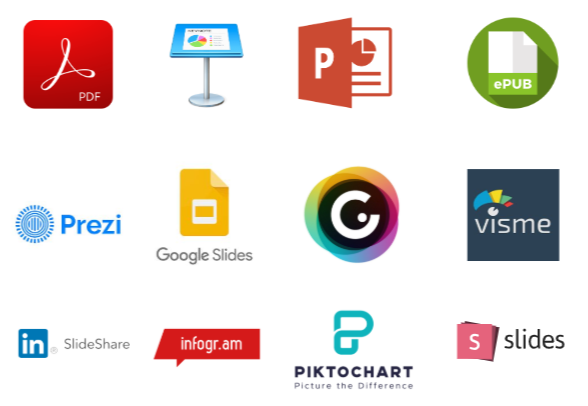 PDF
P
ePUB
Prezi
Google Slides
visme
in® SlideShare
infogr.am
PIKTOCHART
Picture the Difference
S slides